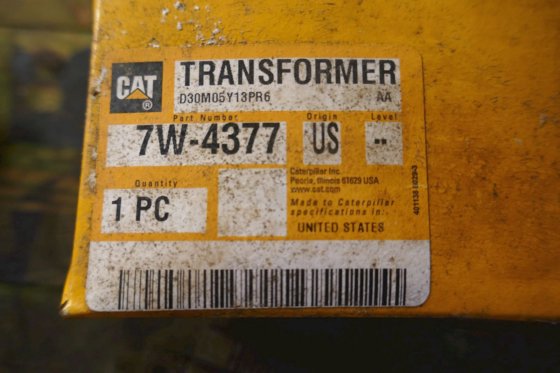 CAT
®
TRANSFORMER
D30M05Y13PR6 AA
Part Number Origin Level
7W-4377 US --
Quantity
1 PC
Caterpillar Inc.
Peoria, Illinois 61629 USA
www.cat.com
Made to Caterpillar
specifications in:
UNITED STATES